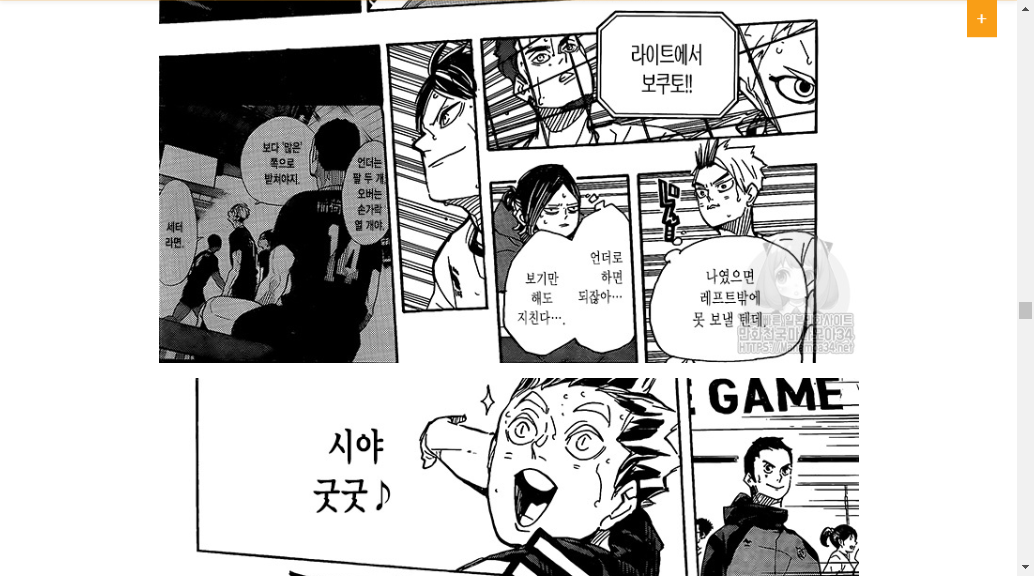 +
라이트에서
보쿠토!!
언더는
팔 두 개,
오버는
손가락
열 개야.
보다 '많은'
쪽으로
받쳐야지.
세터
라면.
14
나였으면
레프트밖에
못 보낼 텐데.
언더로
하면
되잖아…
보기만
해도
지친다….
시야
굿굿♪
E GAME